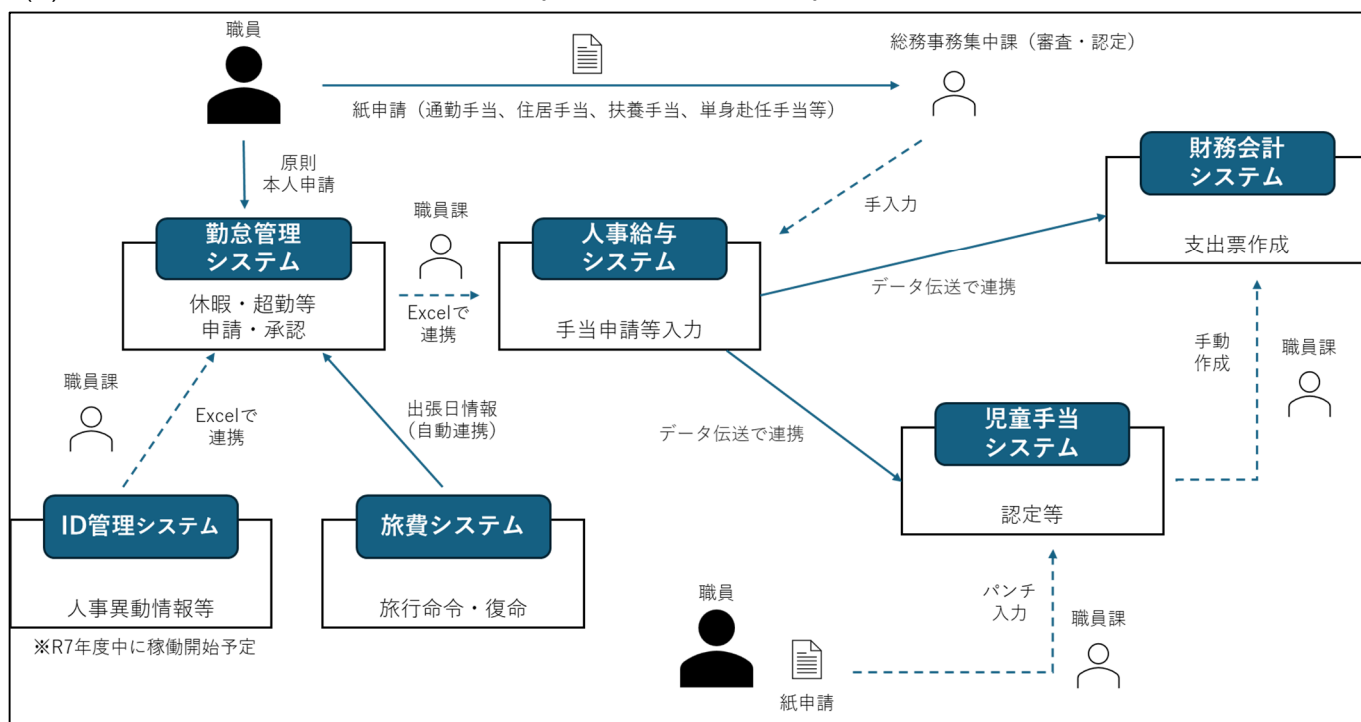 職員
総務事務集中課（審査・認定）
紙申請（通勤手当、住居手当、扶養手当、単身赴任手当等）
原則
本人申請
手入力
財務会計
システム
支出票作成
勤怠管理
システム
休暇・超勤等
申請・承認
職員課
Excelで
連携
人事給与
システム
手当申請等入力
データ伝送で連携
手動
作成
職員課
職員課
Excelで
連携
出張日情報
(自動連携)
データ伝送で連携
児童手当
システム
認定等
ID管理システム
人事異動情報等
※R7年度中に稼働開始予定
旅費システム
旅行命令・復命
職員
紙申請
パンチ
入力
職員課